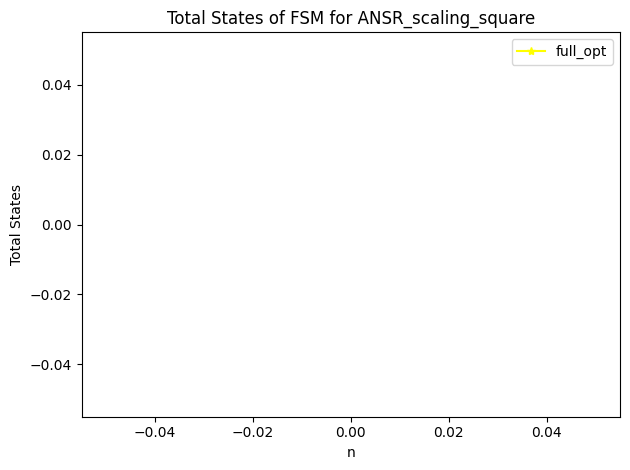 Total States of FSM for ANSR_scaling_square
full_opt
Total States
0.04
0.02
0.00
−0.02
−0.04
−0.04
−0.02
0.00
0.02
0.04
n